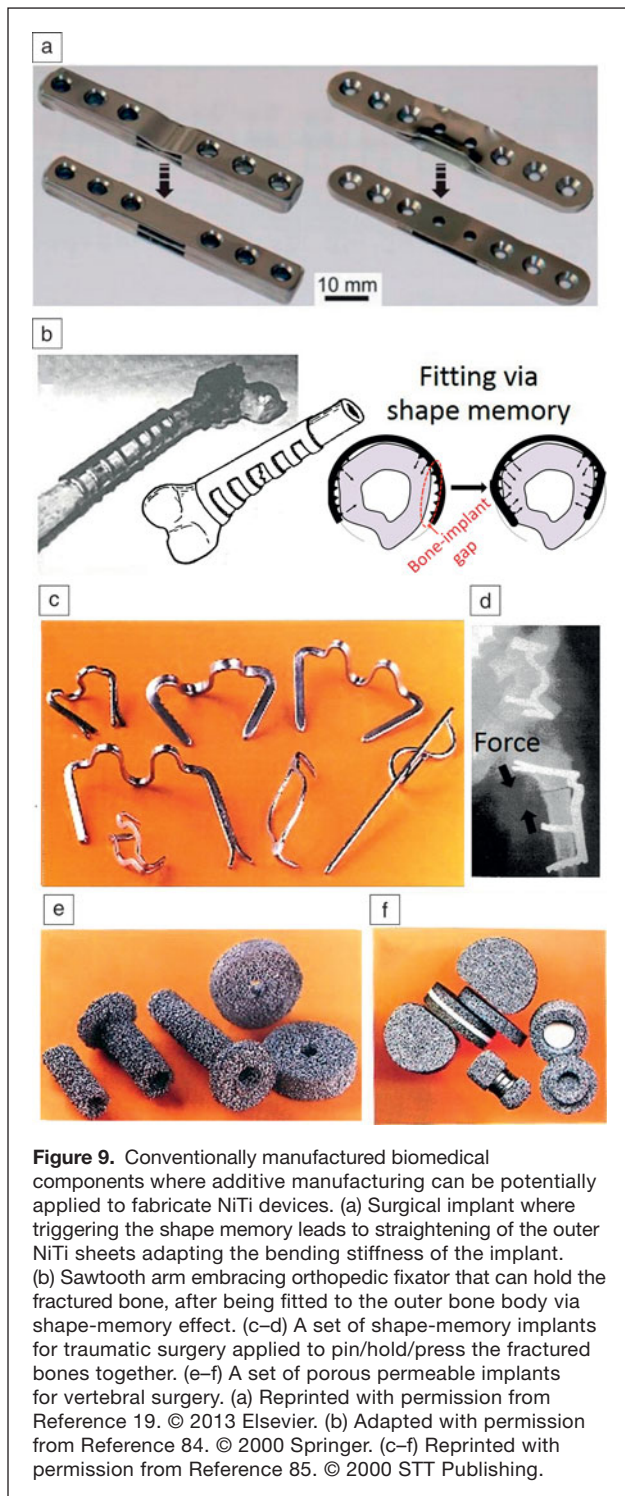 a
10 mm
b
Fitting via
shape memory
Bone-implant
gap
c
d
Force
e
f
Figure 9. Conventionally manufactured biomedical
components where additive manufacturing can be potentially
applied to fabricate NiTi devices. (a) Surgical implant where
triggering the shape memory leads to straightening of the outer
NiTi sheets adapting the bending stiffness of the implant.
(b) Sawtooth arm embracing orthopedic fixator that can hold the
fractured bone, after being fitted to the outer bone body via
shape-memory effect. (c–d) A set of shape-memory implants
for traumatic surgery applied to pin/hold/press the fractured
bones together. (e–f) A set of porous permeable implants
for vertebral surgery. (a) Reprinted with permission from
Reference 19. © 2013 Elsevier. (b) Adapted with permission
from Reference 84. © 2000 Springer. (c–f) Reprinted with
permission from Reference 85. © 2000 STT Publishing.